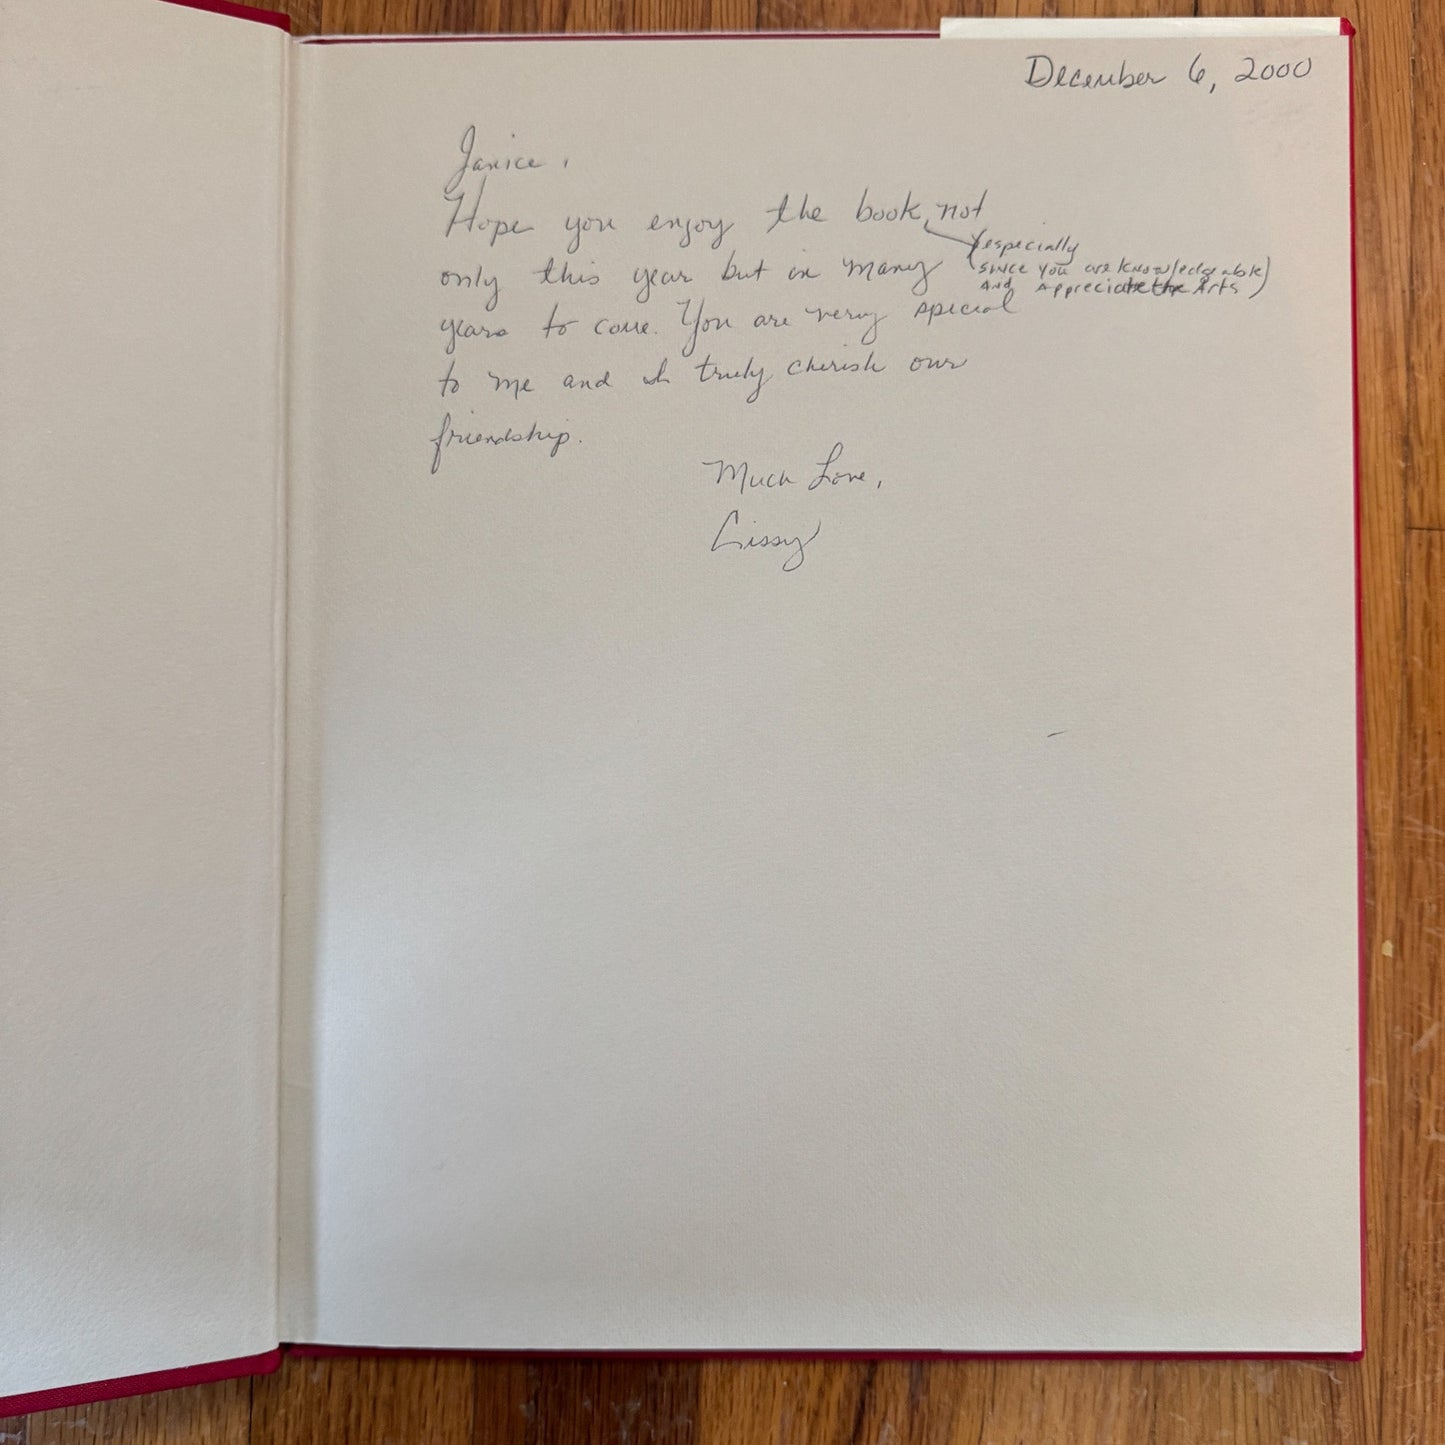 December 6, 2000
Janice,
Hope you enjoy the book, not
(especially
since you are knowledgeable
and appreciate the Arts)
only this year but in many
years to come. You are very special
to me and I truly cherish our
friendship.
Much Love,
Cissy